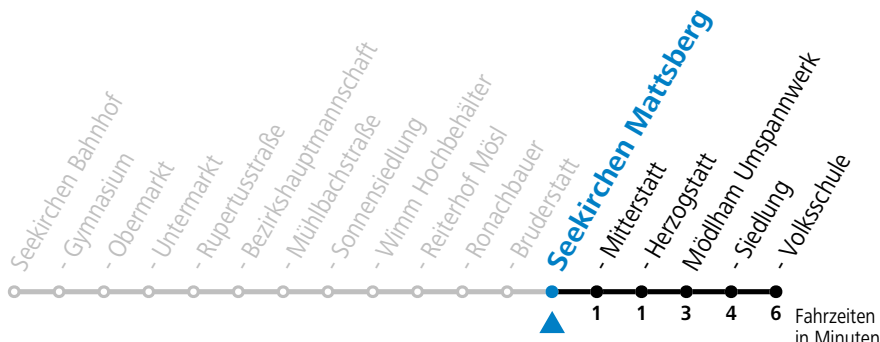 Seekirchen Bahnhof
- Gymnasium
- Obermarkt
- Untermarkt
- Rupertusstraße
- Bezirkshauptmannschaft
- Mühlbachstraße
- Sonnensiedlung
- Wimm Hochbehälter
- Reiterhof Mösl
- Ronachbauer
- Bruderstatt
Seekirchen Mattsberg
- Mitterstatt
- Herzogstatt
Mödlham Umspannwerk
- Siedlung
- Volksschule
1 1 3 4 6 Fahrzeiten
in Minuten